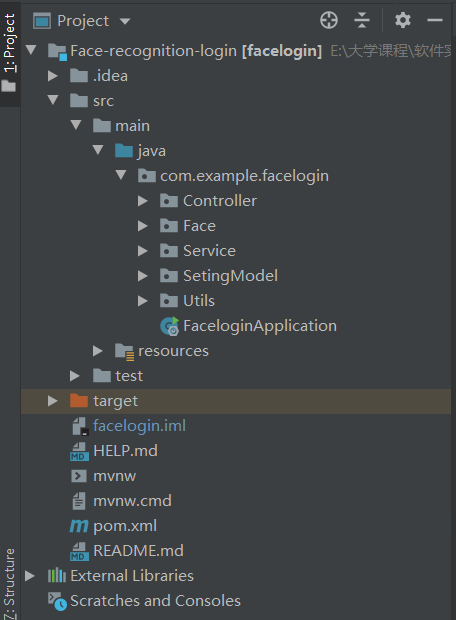 Project
1: Project
Face-recognition-login [facelogin] E:\大学课程\软件
.idea
src
main
java
com.example.facelogin
Controller
Face
Service
SetingModel
Utils
FaceloginApplication
resources
test
target
facelogin.iml
HELP.md
mvnw
mvnw.cmd
pom.xml
README.md
External Libraries
Scratches and Consoles
Z: Structure